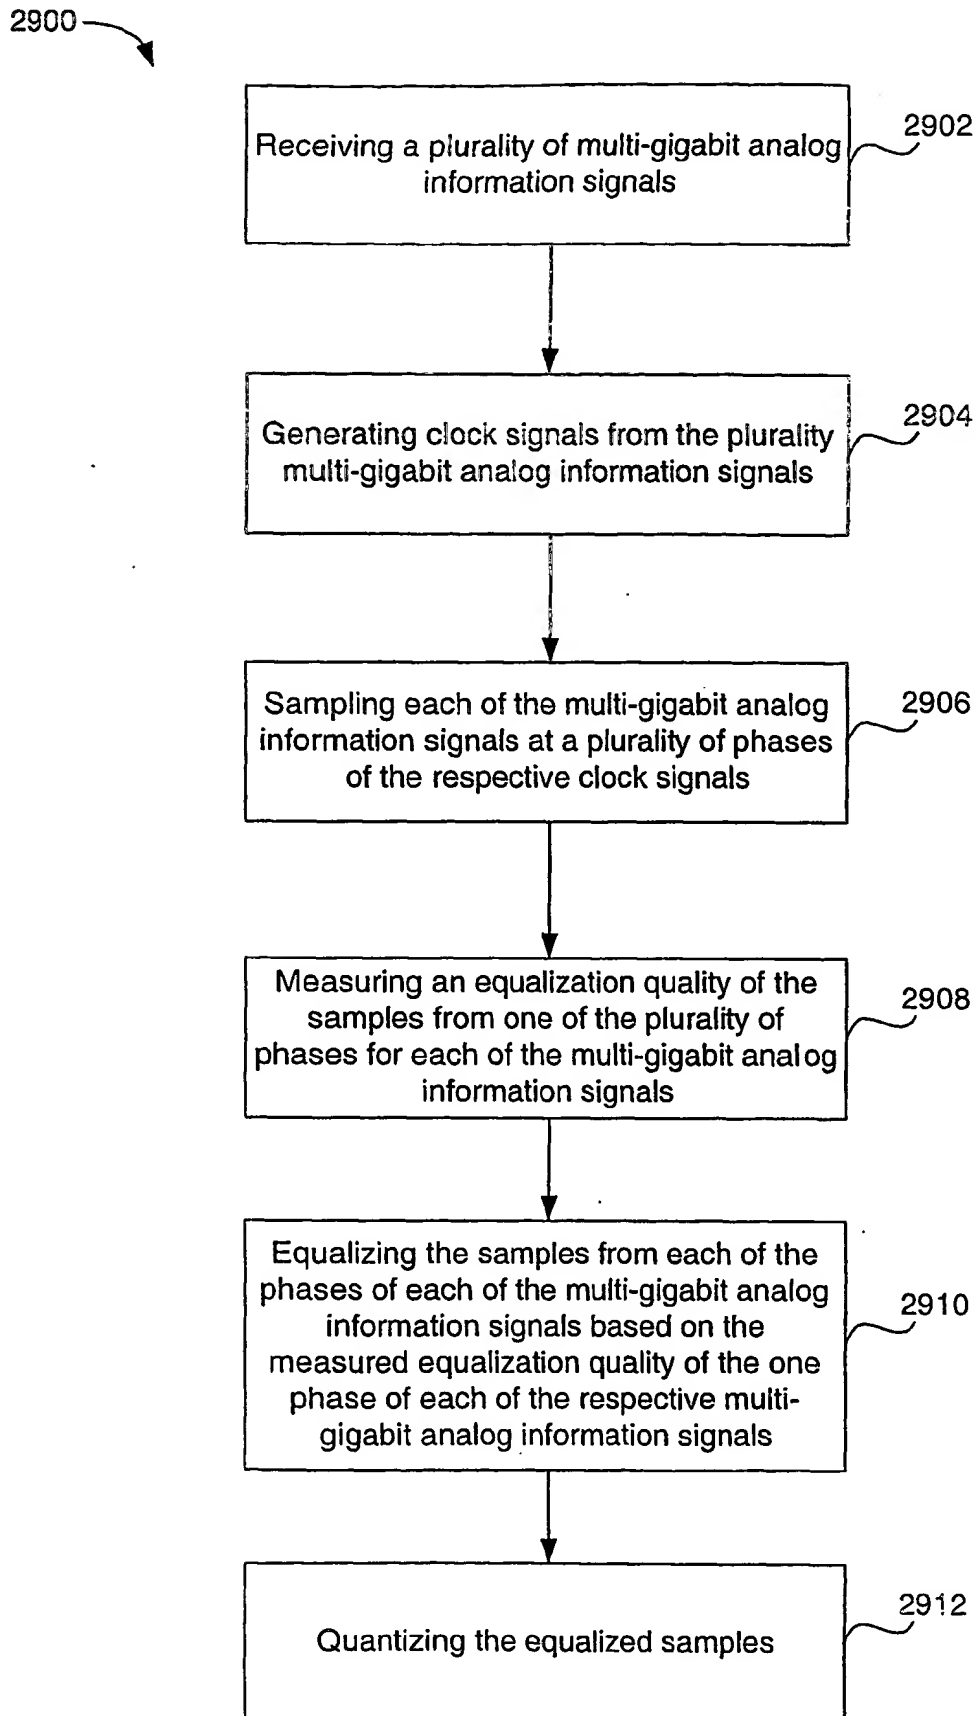 2900
Receiving a plurality of multi-gigabit analog
information signals
2902
Generating clock signals from the plurality
multi-gigabit analog information signals
2904
Sampling each of the multi-gigabit analog
information signals at a plurality of phases
of the respective clock signals
2906
Measuring an equalization quality of the
samples from one of the plurality of
phases for each of the multi-gigabit analog
information signals
2908
Equalizing the samples from each of the
phases of each of the multi-gigabit analog
information signals based on the
measured equalization quality of the one
phase of each of the respective multi-
gigabit analog information signals
2910
Quantizing the equalized samples
2912